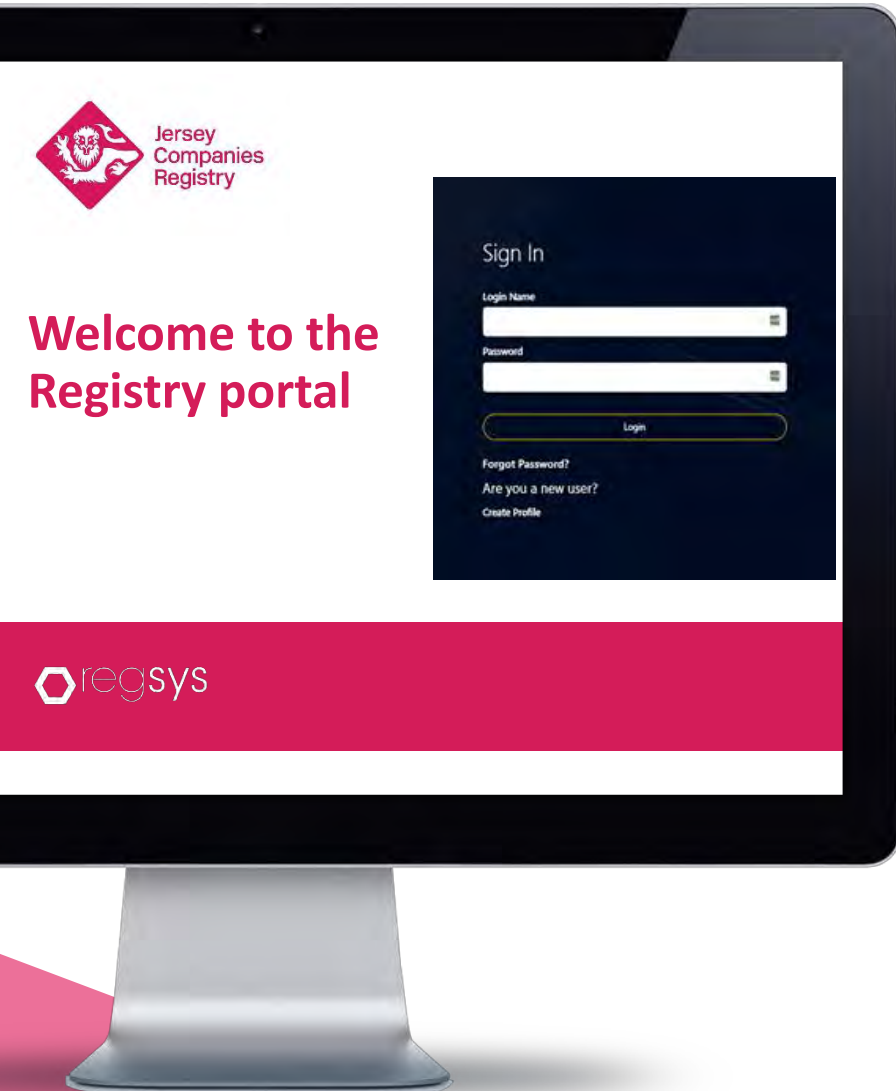 Jersey
Companies
Registry
Welcome to the
Registry portal
Sign In
Login Name
Password
Login
Forgot Password?
Are you a new user?
Create Profile
regsys